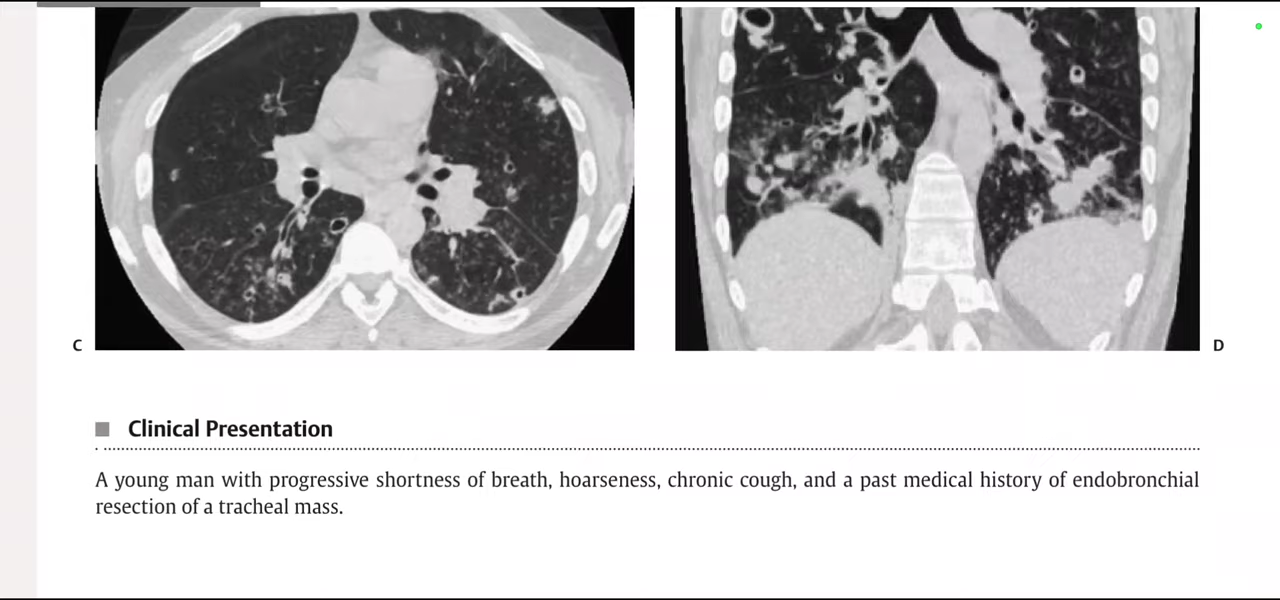 C
D
Clinical Presentation
A young man with progressive shortness of breath, hoarseness, chronic cough, and a past medical history of endobronchial
resection of a tracheal mass.